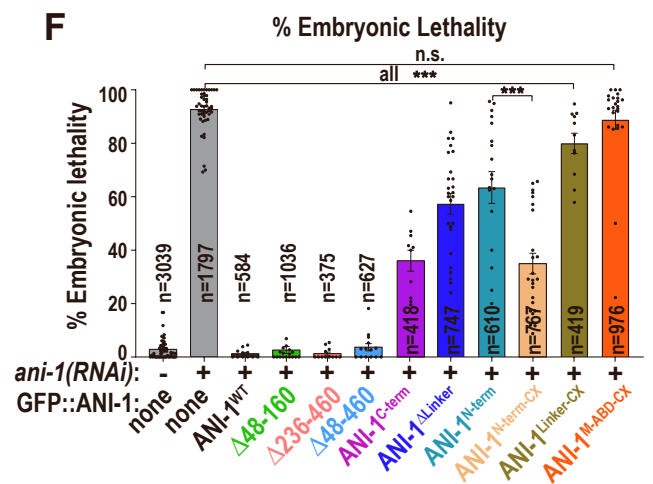 F
% Embryonic Lethality
n.s.
all ***
***
% Embryonic lethality
100
80
60
40
20
0
n=3039
n=1797
n=584
n=1036
n=375
n=627
n=418
n=747
n=610
n=767
n=419
n=976
ani-1(RNAi): - + + + + + + + + + + +
GFP::ANI-1: none none ANI-1WT Δ48-160 Δ236-460 Δ48-460 ANI-1C-term ANI-1ΔLinker ANI-1N-term ANI-1N-term-CX ANI-1Linker-CX ANI-1M-ABD-CX